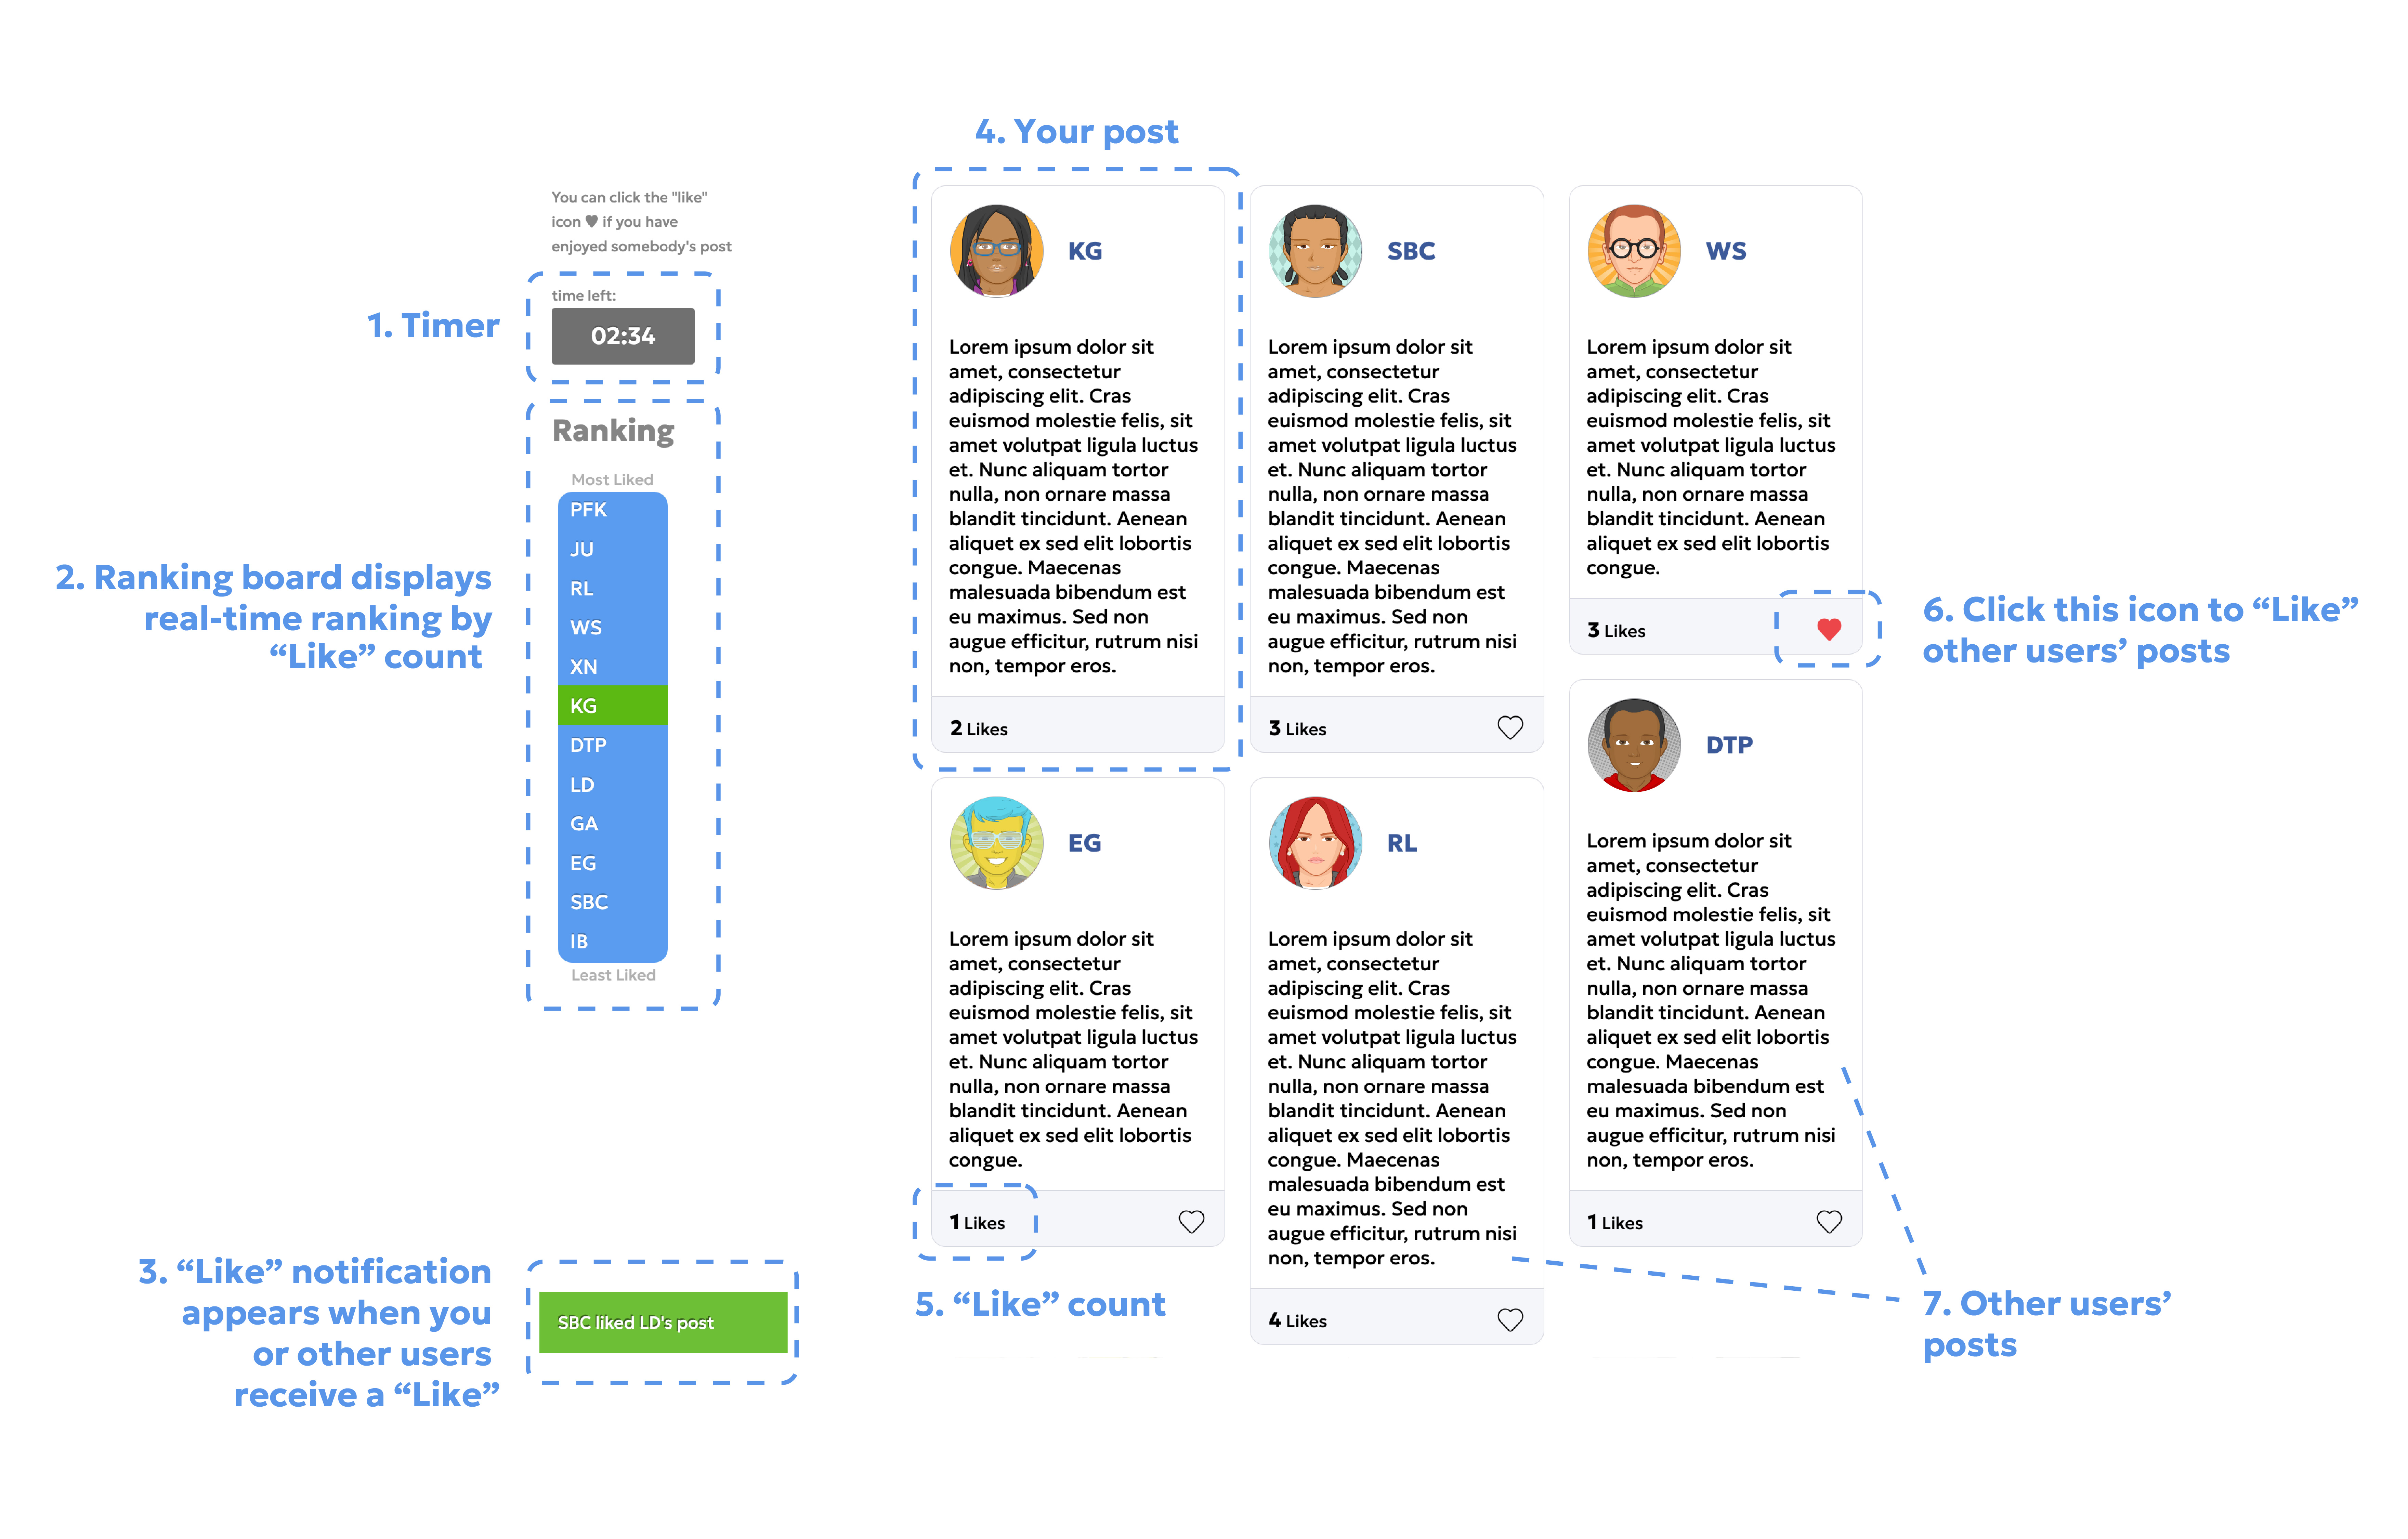 4. Your post
You can click the "like"
icon ♥ if you have
enjoyed somebody's post
1. Timer
time left:
02:34
2. Ranking board displays
real-time ranking by
“Like” count
Ranking
Most Liked
PFK
JU
RL
WS
XN
KG
DTP
LD
GA
EG
SBC
IB
Least Liked
3. “Like” notification
appears when you
or other users
receive a “Like”
SBC liked LD's post
KG
Lorem ipsum dolor sit
amet, consectetur
adipiscing elit. Cras
euismod molestie felis, sit
amet volutpat ligula luctus
et. Nunc aliquam tortor
nulla, non ornare massa
blandit tincidunt. Aenean
aliquet ex sed elit lobortis
congue. Maecenas
malesuada bibendum est
eu maximus. Sed non
augue efficitur, rutrum nisi
non, tempor eros.
2 Likes
SBC
Lorem ipsum dolor sit
amet, consectetur
adipiscing elit. Cras
euismod molestie felis, sit
amet volutpat ligula luctus
et. Nunc aliquam tortor
nulla, non ornare massa
blandit tincidunt. Aenean
aliquet ex sed elit lobortis
congue. Maecenas
malesuada bibendum est
eu maximus. Sed non
augue efficitur, rutrum nisi
non, tempor eros.
3 Likes
WS
Lorem ipsum dolor sit
amet, consectetur
adipiscing elit. Cras
euismod molestie felis, sit
amet volutpat ligula luctus
et. Nunc aliquam tortor
nulla, non ornare massa
blandit tincidunt. Aenean
aliquet ex sed elit lobortis
congue.
3 Likes
6. Click this icon to “Like”
other users’ posts
EG
Lorem ipsum dolor sit
amet, consectetur
adipiscing elit. Cras
euismod molestie felis, sit
amet volutpat ligula luctus
et. Nunc aliquam tortor
nulla, non ornare massa
blandit tincidunt. Aenean
aliquet ex sed elit lobortis
congue.
1 Likes
5. “Like” count
RL
Lorem ipsum dolor sit
amet, consectetur
adipiscing elit. Cras
euismod molestie felis, sit
amet volutpat ligula luctus
et. Nunc aliquam tortor
nulla, non ornare massa
blandit tincidunt. Aenean
aliquet ex sed elit lobortis
congue. Maecenas
malesuada bibendum est
eu maximus. Sed non
augue efficitur, rutrum nisi
non, tempor eros.
4 Likes
DTP
Lorem ipsum dolor sit
amet, consectetur
adipiscing elit. Cras
euismod molestie felis, sit
amet volutpat ligula luctus
et. Nunc aliquam tortor
nulla, non ornare massa
blandit tincidunt. Aenean
aliquet ex sed elit lobortis
congue. Maecenas
malesuada bibendum est
eu maximus. Sed non
augue efficitur, rutrum nisi
non, tempor eros.
1 Likes
7. Other users’
posts